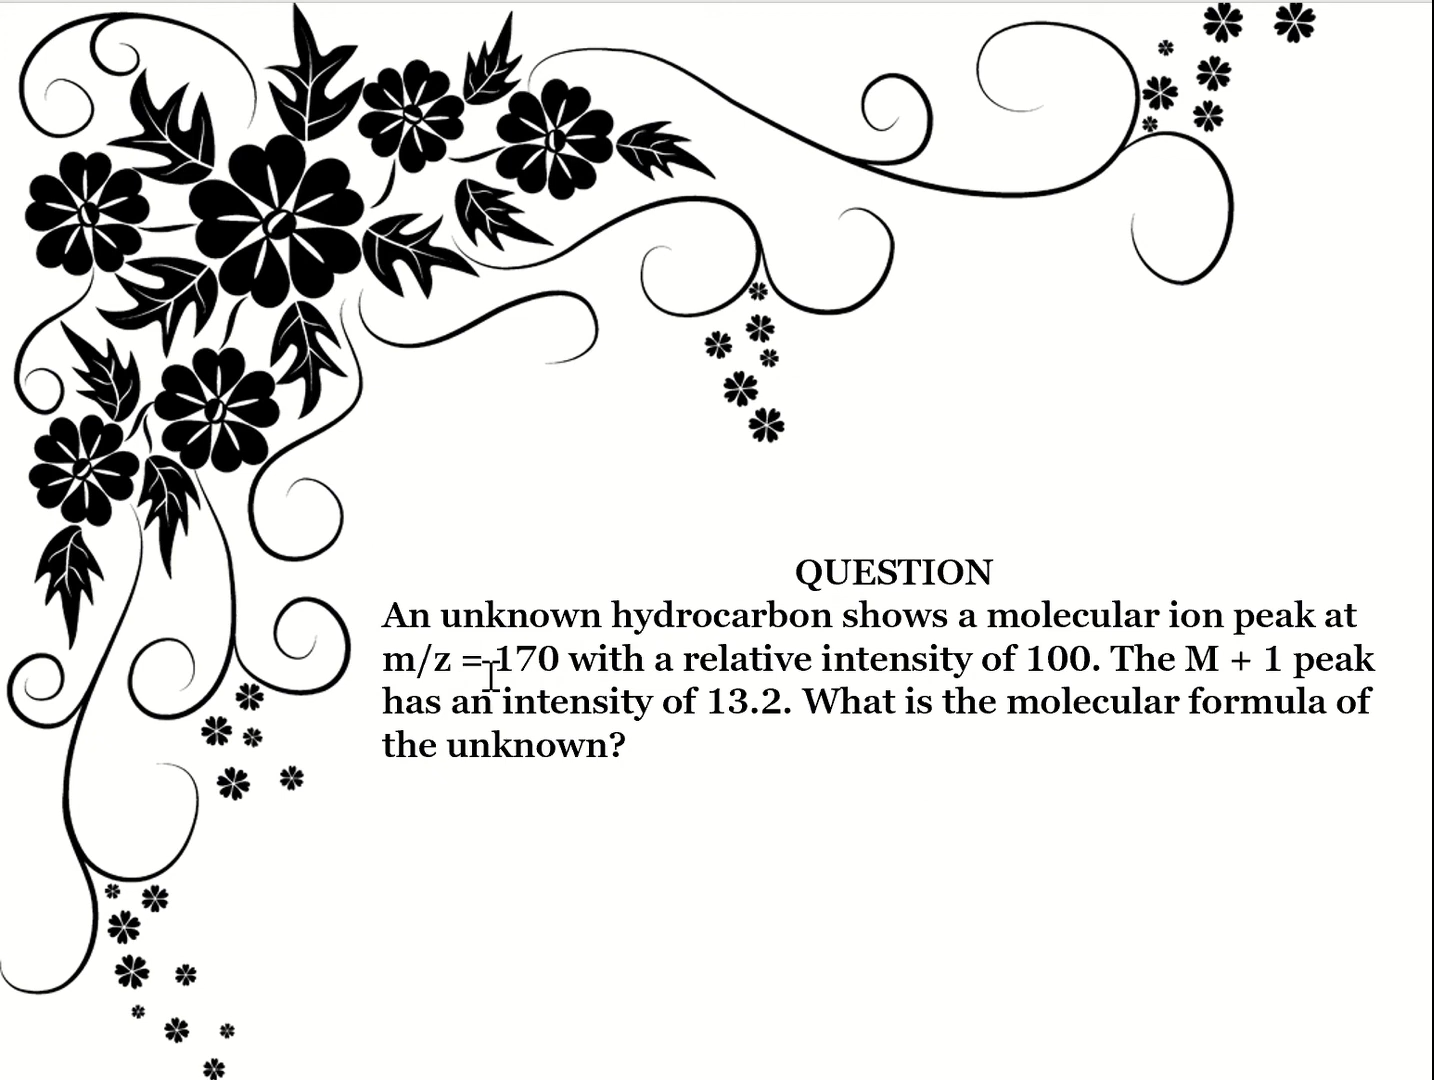 QUESTION
An unknown hydrocarbon shows a molecular ion peak at
m/z = 170 with a relative intensity of 100. The M + 1 peak
has an intensity of 13.2. What is the molecular formula of
the unknown?